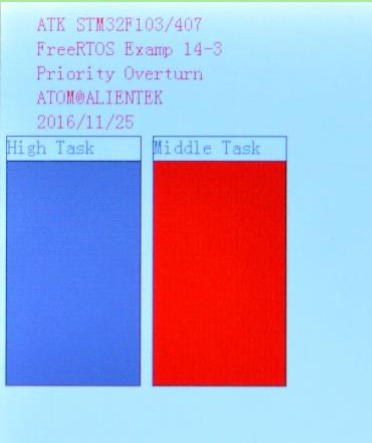 ATK STM32F103/407
FreeRTOS Examp 14-3
Priority Overturn
ATOM@ALIENTEK
2016/11/25
High Task
Middle Task